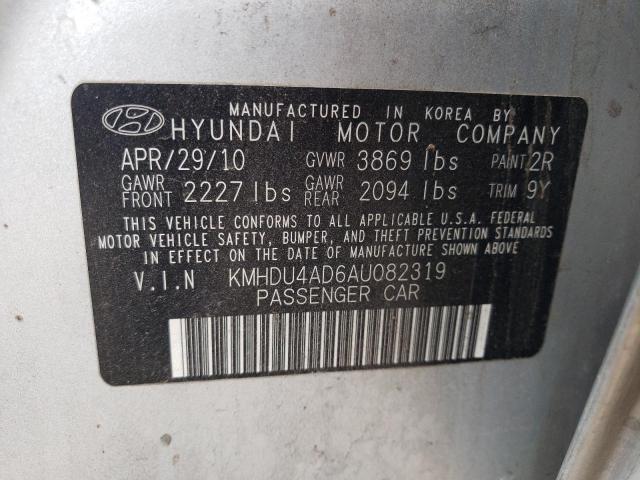 MANUFACTURED IN KOREA BY
HYUNDAI MOTOR COMPANY
APR/29/10 GVWR 3869 lbs PAINT 2R
GAWR FRONT 2227 lbs GAWR REAR 2094 lbs TRIM 9Y
THIS VEHICLE CONFORMS TO ALL APPLICABLE U.S.A. FEDERAL
MOTOR VEHICLE SAFETY, BUMPER, AND THEFT PREVENTION STANDARDS
IN EFFECT ON THE DATE OF MANUFACTURE SHOWN ABOVE
V.I.N KMHDU4AD6AU082319
PASSENGER CAR